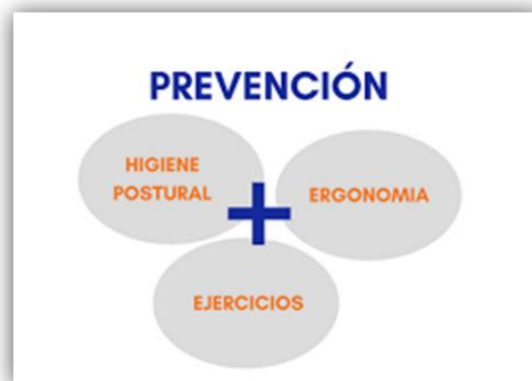 PREVENCIÓN
HIGIENE
POSTURAL
ERGONOMIA
EJERCICIOS